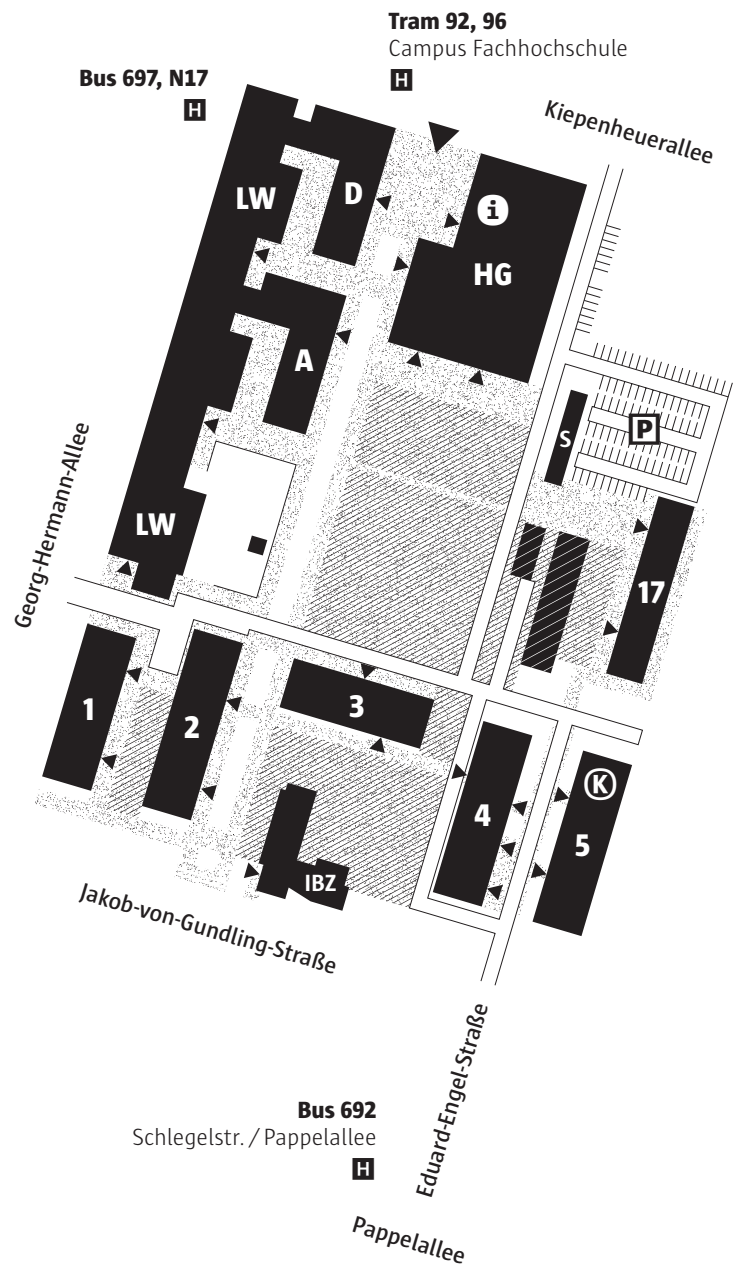 Tram 92, 96
Campus Fachhochschule
H
Bus 697, N17
H
Kiepenheuerallee
LW
D
i
HG
A
S
P
Georg-Hermann-Allee
LW
17
1
2
3
4
K
5
IBZ
Jakob-von-Gundling-Straße
Eduard-Engel-Straße
Bus 692
Schlegelstr. / Pappelallee
H
Pappelallee